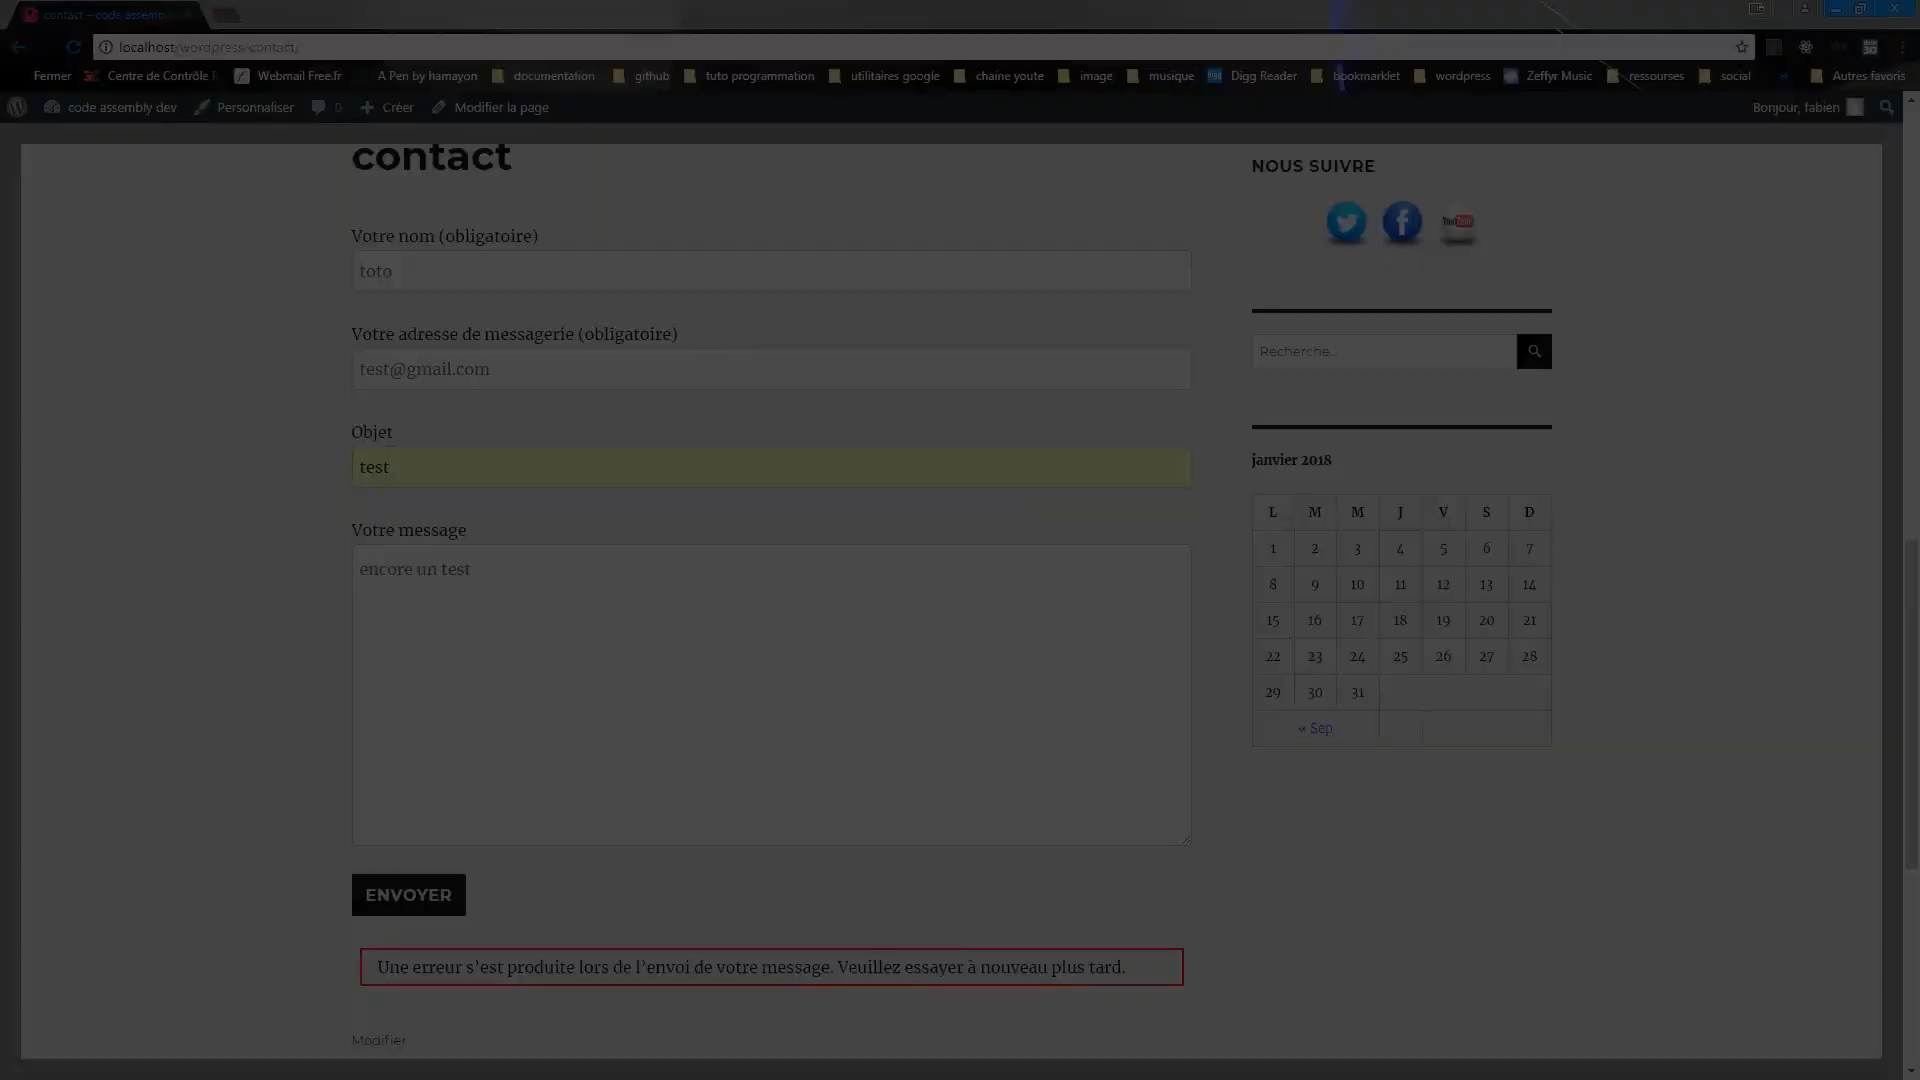 contact – code assemb
localhost/wordpress/contact/
Fermer Centre de Contrôle Webmail Free.fr A Pen by hamayon documentation github tuto programmation utilitaires google chaine youte image musique Digg Reader bookmarklet wordpress Zeffyr Music ressourses social » Autres favoris
code assembly dev Personnaliser 0 Créer Modifier la page Bonjour, fabien
contact
Votre nom (obligatoire)
toto
Votre adresse de messagerie (obligatoire)
test@gmail.com
Objet
test
Votre message
encore un test
ENVOYER
Une erreur s’est produite lors de l’envoi de votre message. Veuillez essayer à nouveau plus tard.
Modifier
NOUS SUIVRE
YouTube
Recherche…
janvier 2018
L M M J V S D
1 2 3 4 5 6 7
8 9 10 11 12 13 14
15 16 17 18 19 20 21
22 23 24 25 26 27 28
29 30 31
« Sep